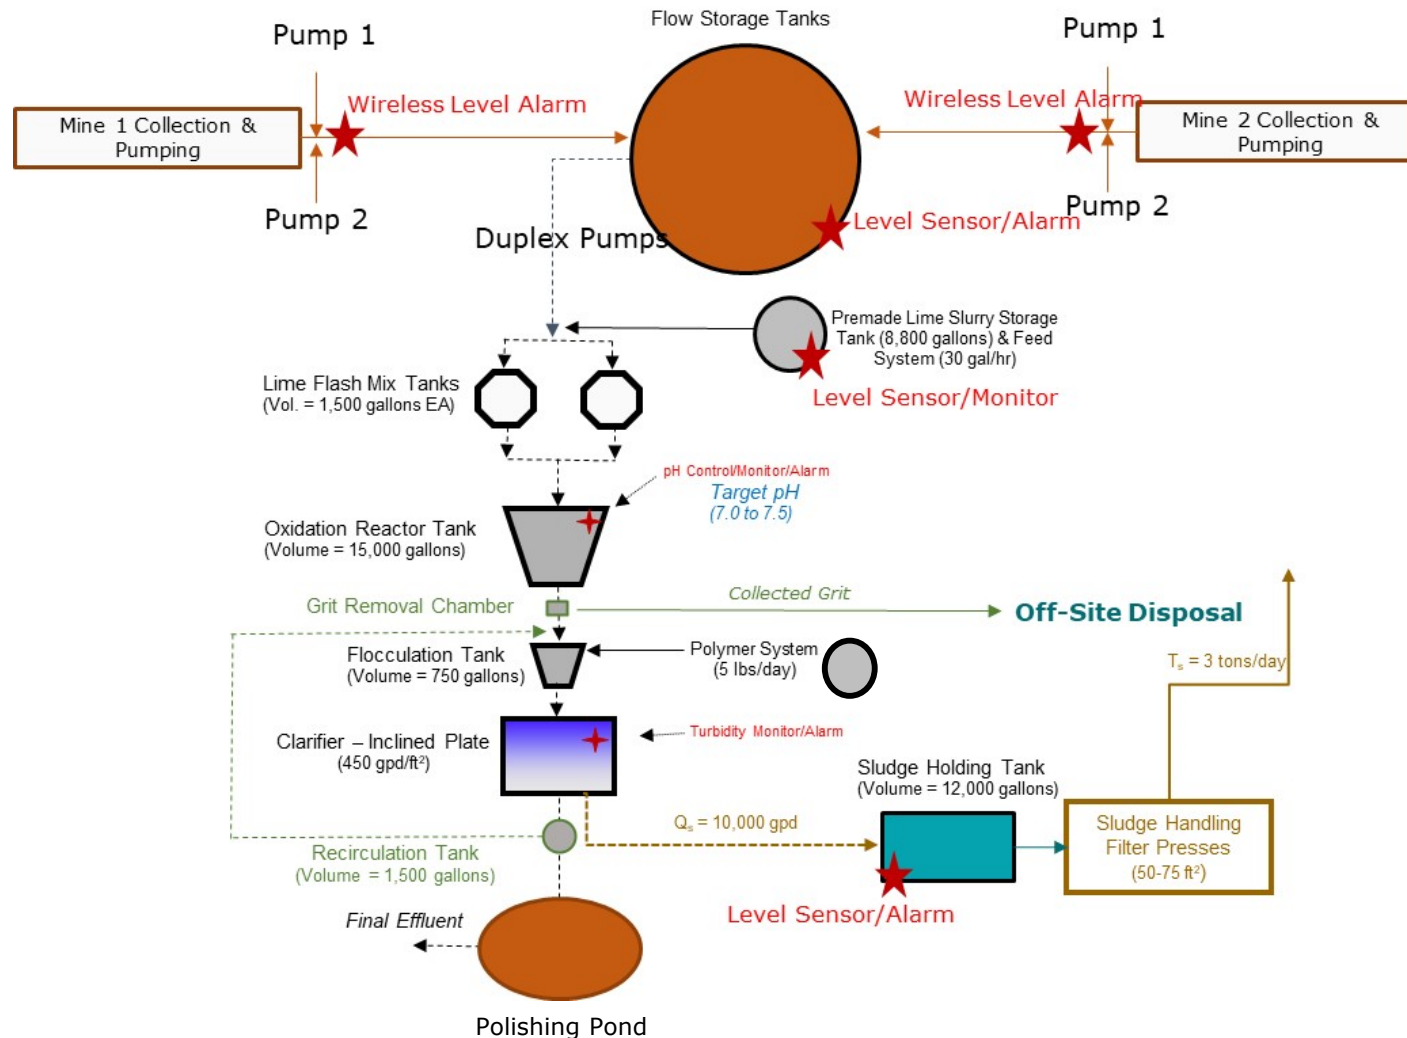 Flow Storage Tanks
Pump 1
Pump 1
Wireless Level Alarm
Wireless Level Alarm
Mine 1 Collection &
Pumping
Mine 2 Collection &
Pumping
Pump 2
Pump 2
Level Sensor/Alarm
Duplex Pumps
Premade Lime Slurry Storage
Tank (8,800 gallons) & Feed
System (30 gal/hr)
Level Sensor/Monitor
Lime Flash Mix Tanks
(Vol. = 1,500 gallons EA)
pH Control/Monitor/Alarm
Target pH
(7.0 to 7.5)
Oxidation Reactor Tank
(Volume = 15,000 gallons)
Grit Removal Chamber
Collected Grit
Off-Site Disposal
Flocculation Tank
(Volume = 750 gallons)
Polymer System
(5 lbs/day)
Tₛ = 3 tons/day
Clarifier – Inclined Plate
(450 gpd/ft²)
Turbidity Monitor/Alarm
Sludge Holding Tank
(Volume = 12,000 gallons)
Qₛ = 10,000 gpd
Sludge Handling
Filter Presses
(50-75 ft²)
Recirculation Tank
(Volume = 1,500 gallons)
Level Sensor/Alarm
Final Effluent
Polishing Pond